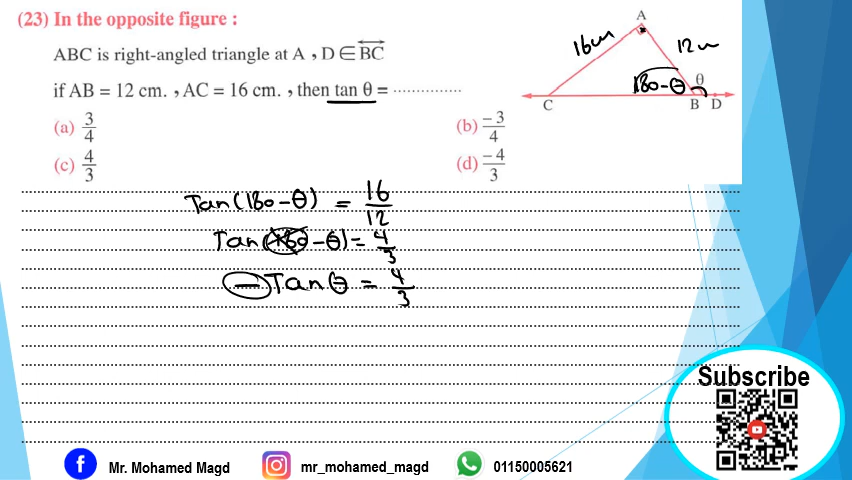 (23) In the opposite figure :
ABC is right-angled triangle at A , D ∈ \overleftrightarrow{BC}
if AB = 12 cm. , AC = 16 cm. , then tan θ = ...............
(a) 3/4
(b) -3/4
(c) 4/3
(d) -4/3
A
16cm
12cm
180-θ
θ
C
B D
Tan(180-θ) = 16/12
Tan(180-θ) = 4/3
-Tanθ = 4/3
Subscribe
Mr. Mohamed Magd
mr_mohamed_magd
01150005621